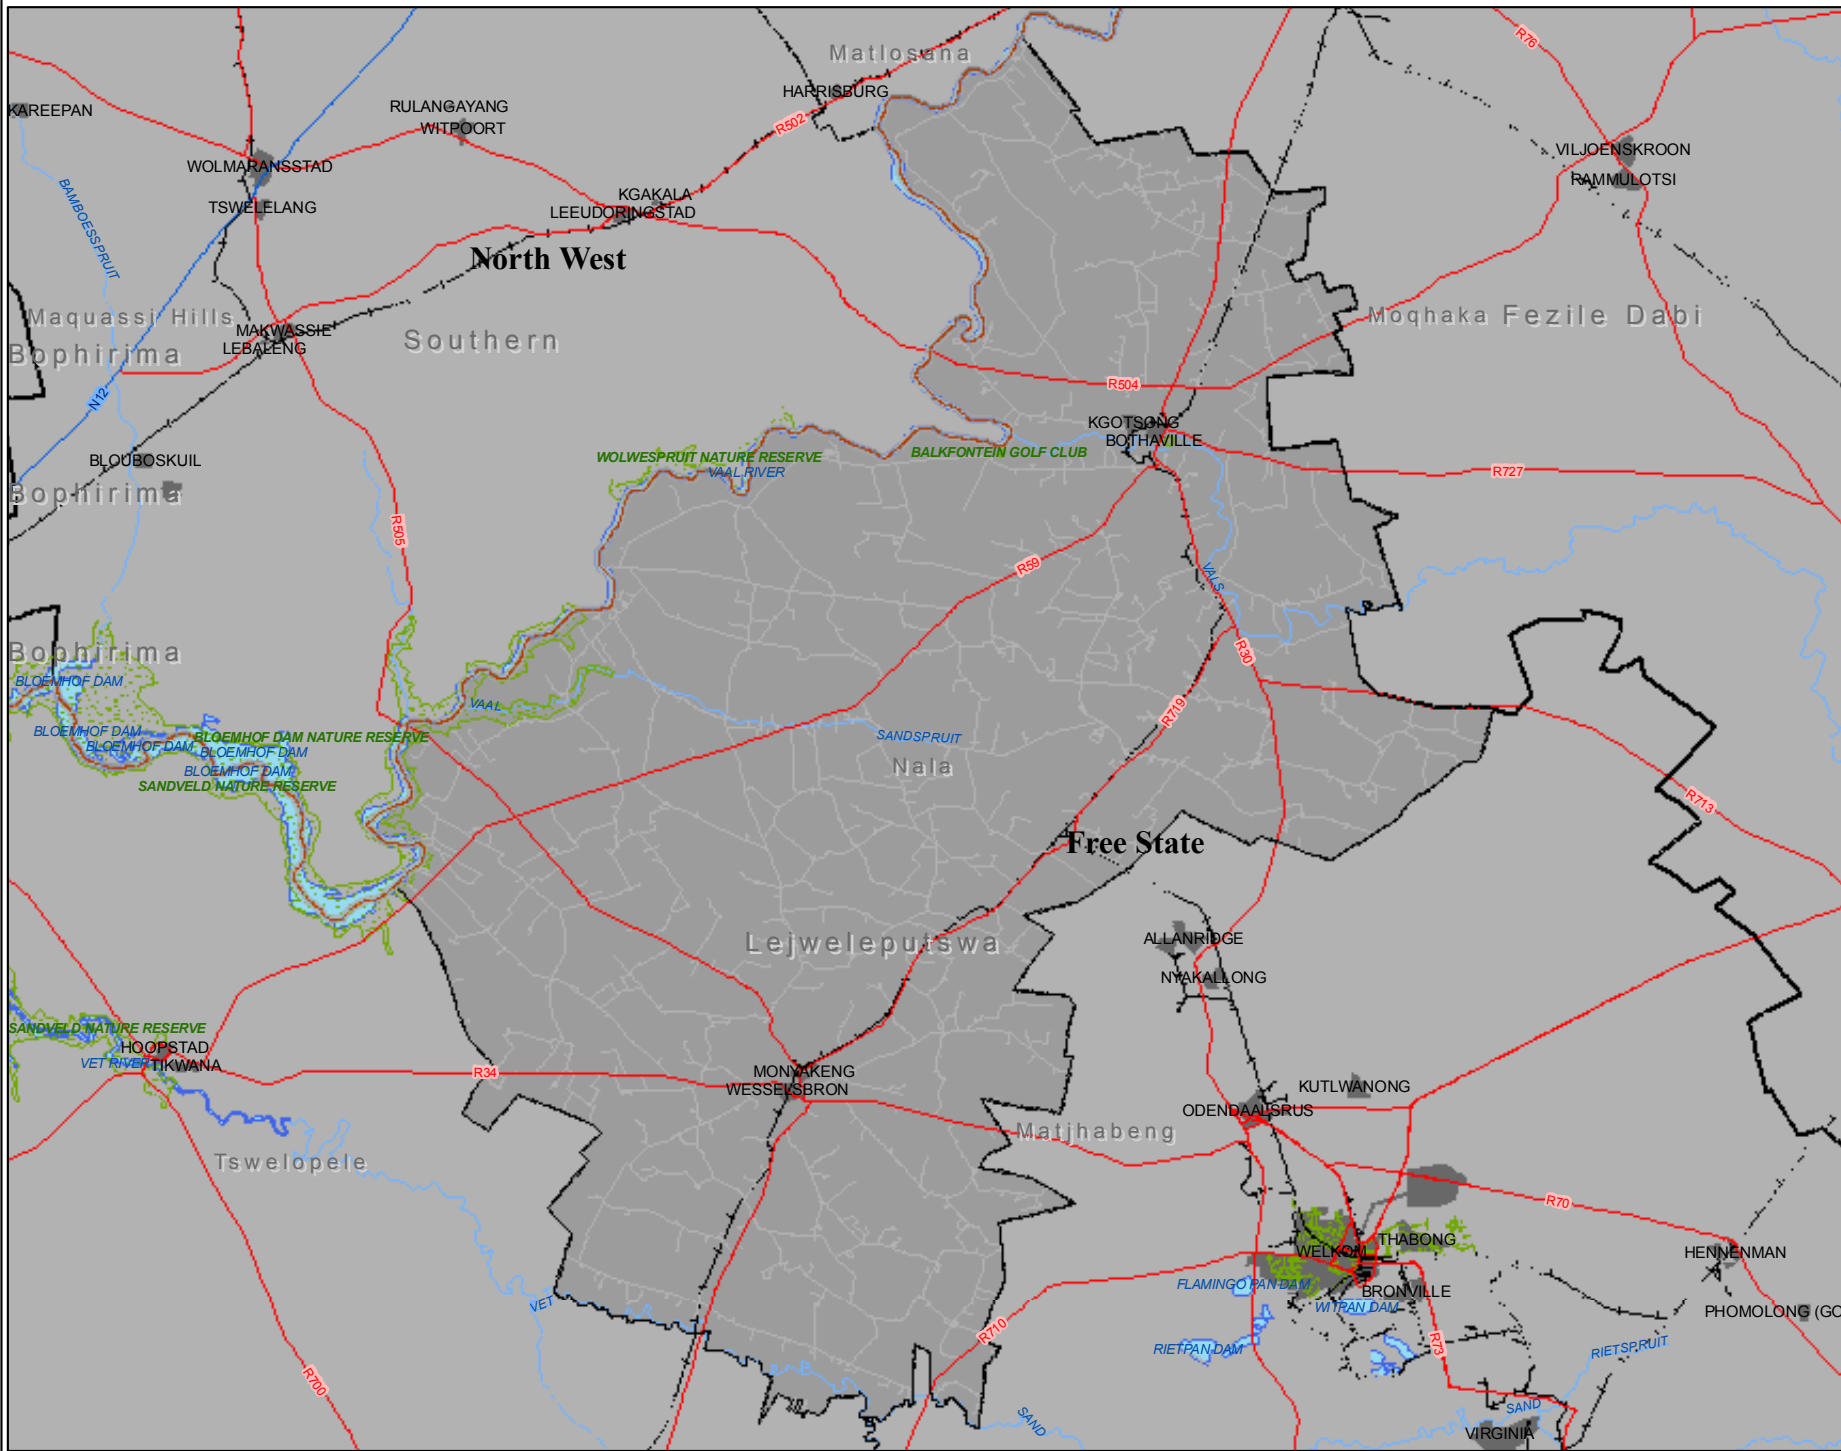 R76
Matlosana
HARRISBURG
KAREEPAN
RULANGAYANG
WITPOORT
R502
VILJOENSKROON
RAMMULOTSI
WOLMARANSSTAD
TSWELELANG
KGAKALA
LEEUDORINGSTAD
BAMBOESSPRUIT
North West
Maquassi Hills
MAKWASSIE
LEBALENG
Southern
Moqhaka
Fezile Dabi
Bophirima
N12
R504
KGOTSONG
BOTHAVILLE
BLOUBOSKUIL
WOLWESPRUIT NATURE RESERVE
VAAL RIVER
BALKFONTEIN GOLF CLUB
R727
Bophirima
R505
R59
VALS
Bophirima
BLOEMHOF DAM
R30
VAAL
R719
BLOEMHOF DAM
BLOEMHOF DAM
BLOEMHOF DAM NATURE RESERVE
BLOEMHOF DAM
BLOEMHOF DAM
SANDVELD NATURE RESERVE
SANDSPRUIT
Nala
R713
Free State
Lejweleputswa
ALLANRIDGE
NYAKALLONG
SANDVELD NATURE RESERVE
HOOPSTAD
VET RIVER
TIKWANA
R34
MONYAKENG
WESSELSBRON
KUTLWANONG
ODENDAALSRUS
Matjhabeng
Tswelopele
R70
THABONG
WELKOM
HENNENMAN
FLAMINGO PAN DAM
BRONVILLE
WITPAN DAM
PHOMOLONG (GO
VET
R710
R73
RIETPAN DAM
RIETSPRUIT
R700
SAND
SAND
VIRGINIA